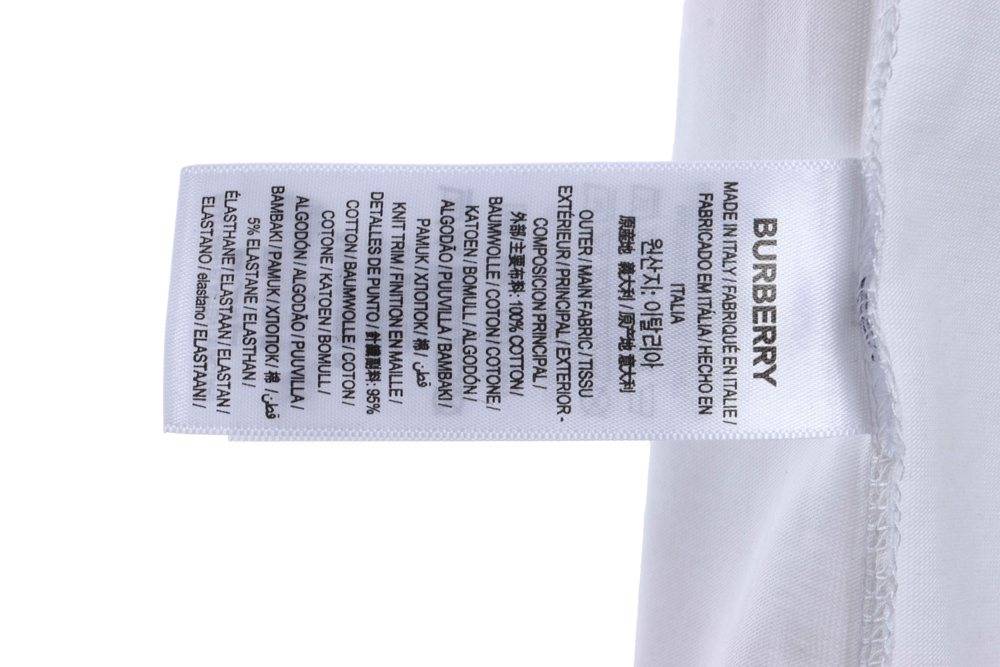 BURBERRY
MADE IN ITALY / FABRIQUÉ EN ITALIE /
FABRICADO EM ITÁLIA / HECHO EN
ITALIA
원산지: 이탈리아
原産地 義大利 / 原产地 意大利
OUTER / MAIN FABRIC / TISSU
EXTÉRIEUR / PRINCIPAL / EXTERIOR -
COMPOSICION PRINCIPAL /
外部/主要布料: 100% COTTON /
BAUMWOLLE / COTON / COTONE /
KATOEN / BOMULL / ALGODÓN /
ALGODÃO / PUUVILLA / BAMBAKI /
PAMUK / ХЛОПОК / 棉 / قطن
KNIT TRIM / FINITION EN MAILLE /
DETALLES DE PUNTO / 針織副料: 95%
COTTON / BAUMWOLLE / COTON /
COTONE / KATOEN / BOMULL /
ALGODÓN / ALGODÃO / PUUVILLA /
BAMBAKI / PAMUK / ХЛОПОК / 棉 / قطن
5% ELASTANE / ELASTHAN /
ÉLASTHANE / ELASTAAN / ELASTAN /
ELASTANO / elastano / ELASTAANI /